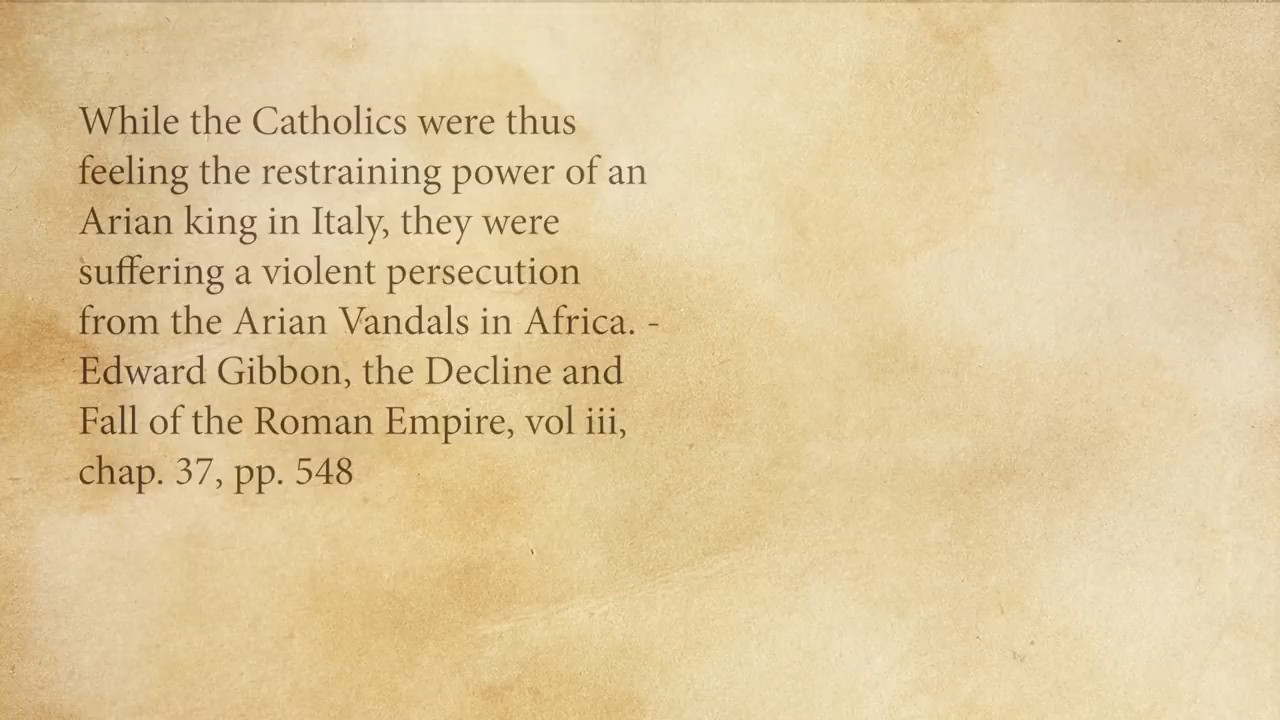 While the Catholics were thus
feeling the restraining power of an
Arian king in Italy, they were
suffering a violent persecution
from the Arian Vandals in Africa. -
Edward Gibbon, the Decline and
Fall of the Roman Empire, vol iii,
chap. 37, pp. 548